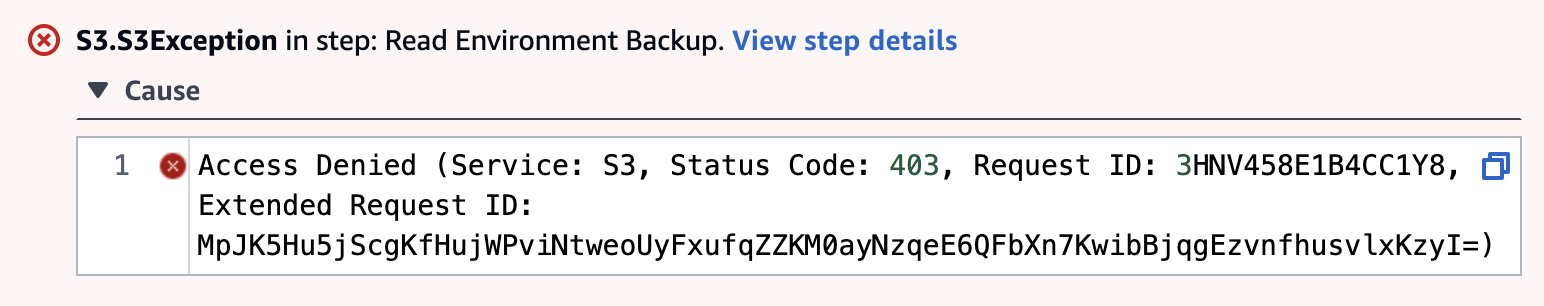 S3.S3Exception in step: Read Environment Backup. View step details
Cause
1 Access Denied (Service: S3, Status Code: 403, Request ID: 3HNV458E1B4CC1Y8,
Extended Request ID:
MpJK5Hu5jScgKfHujWPviNtweoUyFxufqZZKM0ayNzqeE6QFbXn7KwibBjqgEzvnfhusvlxKzyI=)